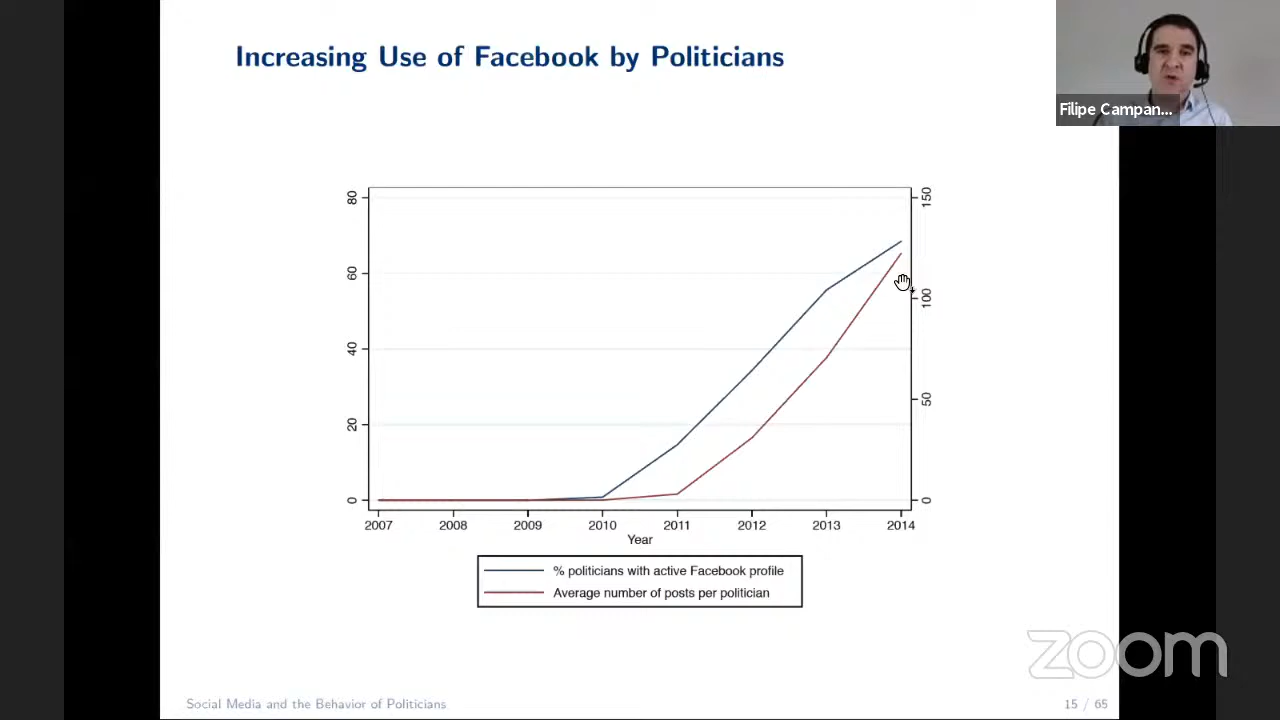 Increasing Use of Facebook by Politicians
Filipe Campan...
80
60
40
20
0
150
100
50
0
2007 2008 2009 2010 2011 2012 2013 2014
Year
% politicians with active Facebook profile
Average number of posts per politician
zoom
Social Media and the Behavior of Politicians
15 / 65